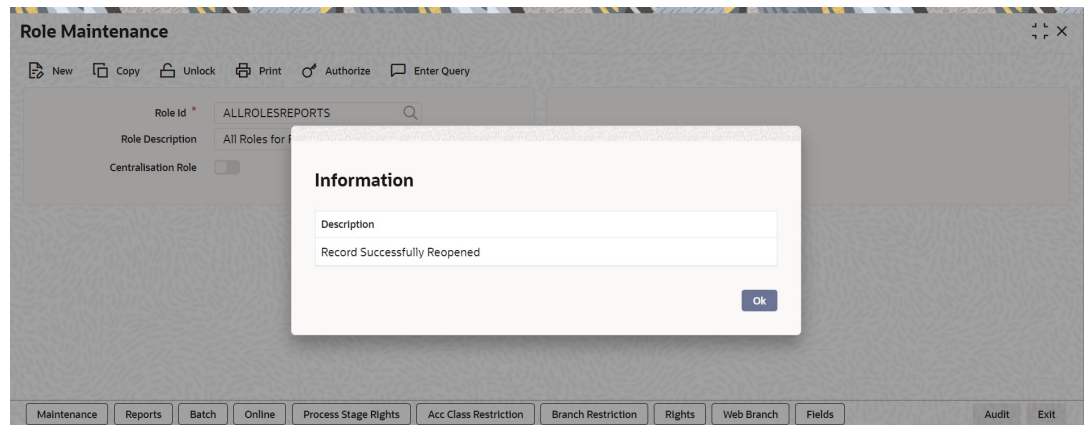 Role Maintenance
New Copy Unlock Print Authorize Enter Query
Role Id * ALLROLESREPORTS
Role Description All Roles for
Centralisation Role
Information
Description
Record Successfully Reopened
Ok
Maintenance Reports Batch Online Process Stage Rights Acc Class Restriction Branch Restriction Rights Web Branch Fields Audit Exit